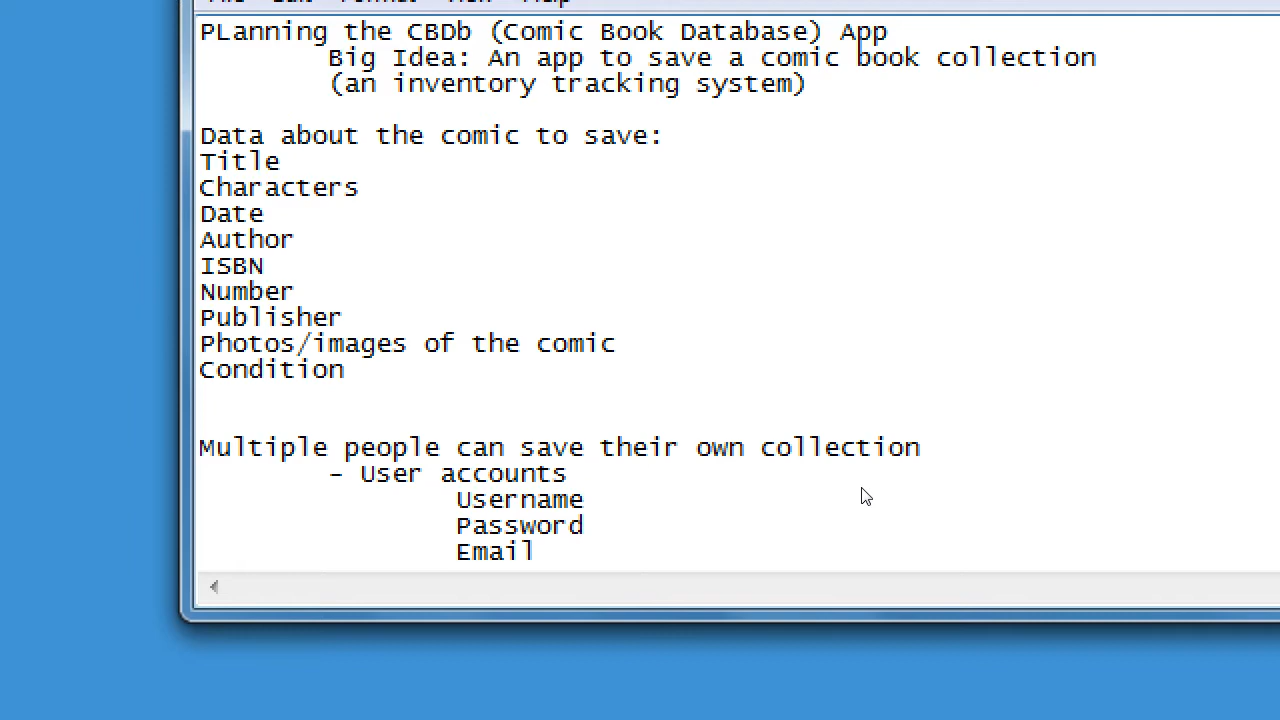 PLanning the CBDb (Comic Book Database) App
Big Idea: An app to save a comic book collection
(an inventory tracking system)
Data about the comic to save:
Title
Characters
Date
Author
ISBN
Number
Publisher
Photos/images of the comic
Condition
Multiple people can save their own collection
- User accounts
Username
Password
Email